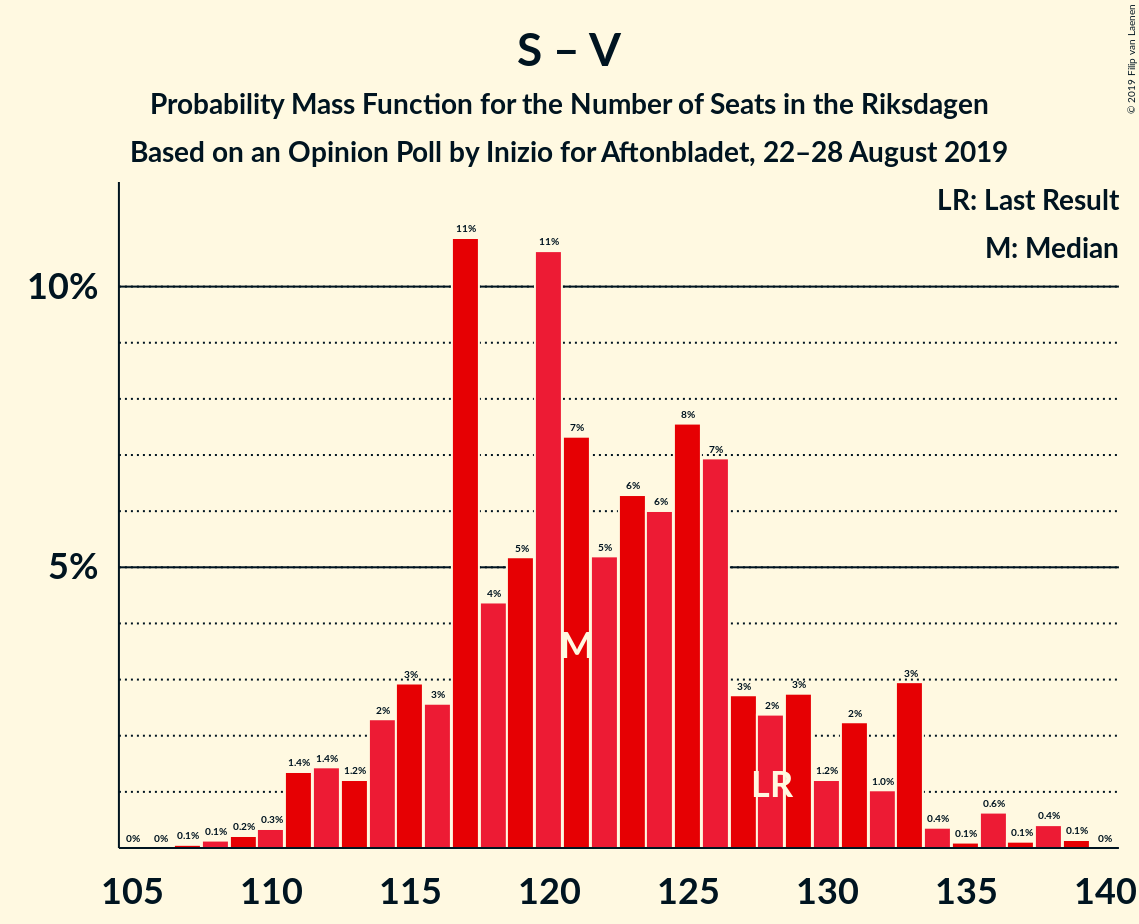 S – V
Probability Mass Function for the Number of Seats in the Riksdagen
Based on an Opinion Poll by Inizio for Aftonbladet, 22–28 August 2019
© 2019 Filip van Laenen
LR: Last Result
M: Median
10%
5%
0% 0% 0.1% 0.1% 0.2% 0.3% 1.4% 1.4% 1.2% 2% 3% 3% 11% 4% 5% 11% 7% 5% 6% 6% 8% 7% 3% 2% 3% 1.2% 2% 1.0% 3% 0.4% 0.1% 0.6% 0.1% 0.4% 0.1% 0%
M
LR
105 110 115 120 125 130 135 140